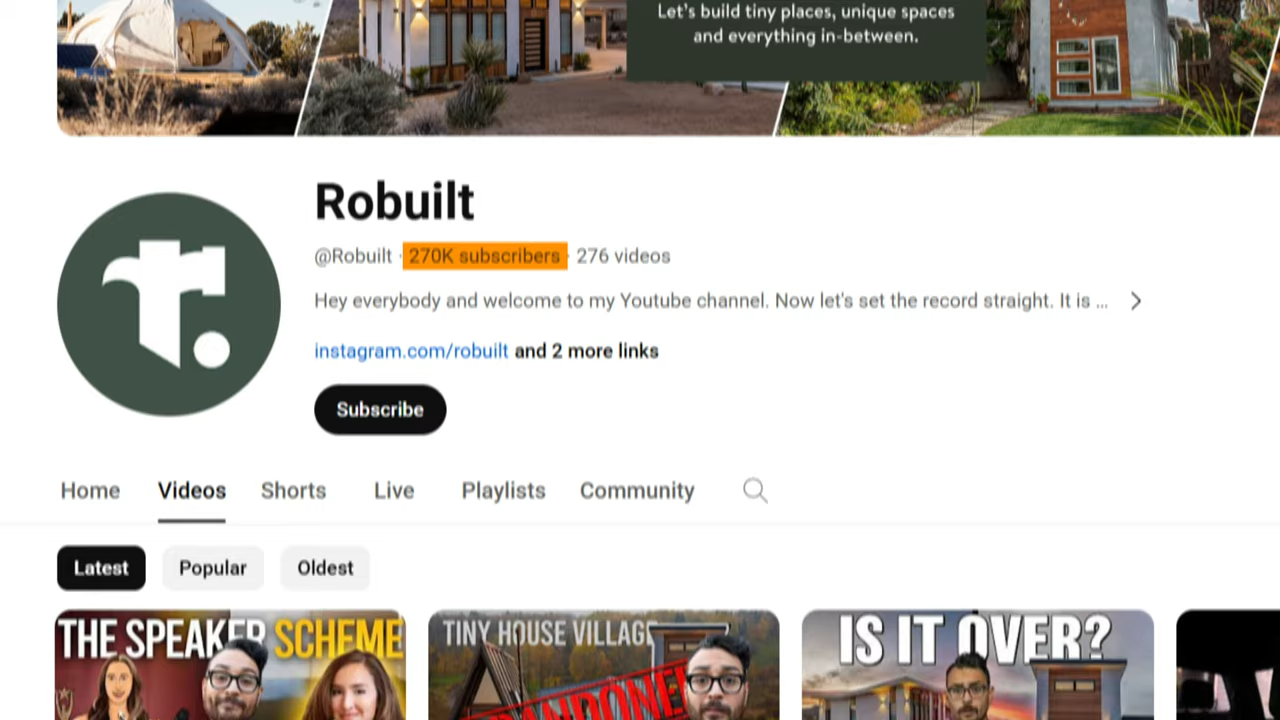 Let's build tiny places, unique spaces
and everything in-between.
Robuilt
@Robuilt · 270K subscribers · 276 videos
Hey everybody and welcome to my Youtube channel. Now let's set the record straight. It is ...
instagram.com/robuilt and 2 more links
Subscribe
Home Videos Shorts Live Playlists Community
Latest Popular Oldest
THE SPEAKER SCHEME
TINY HOUSE VILLAGE
IS IT OVER?